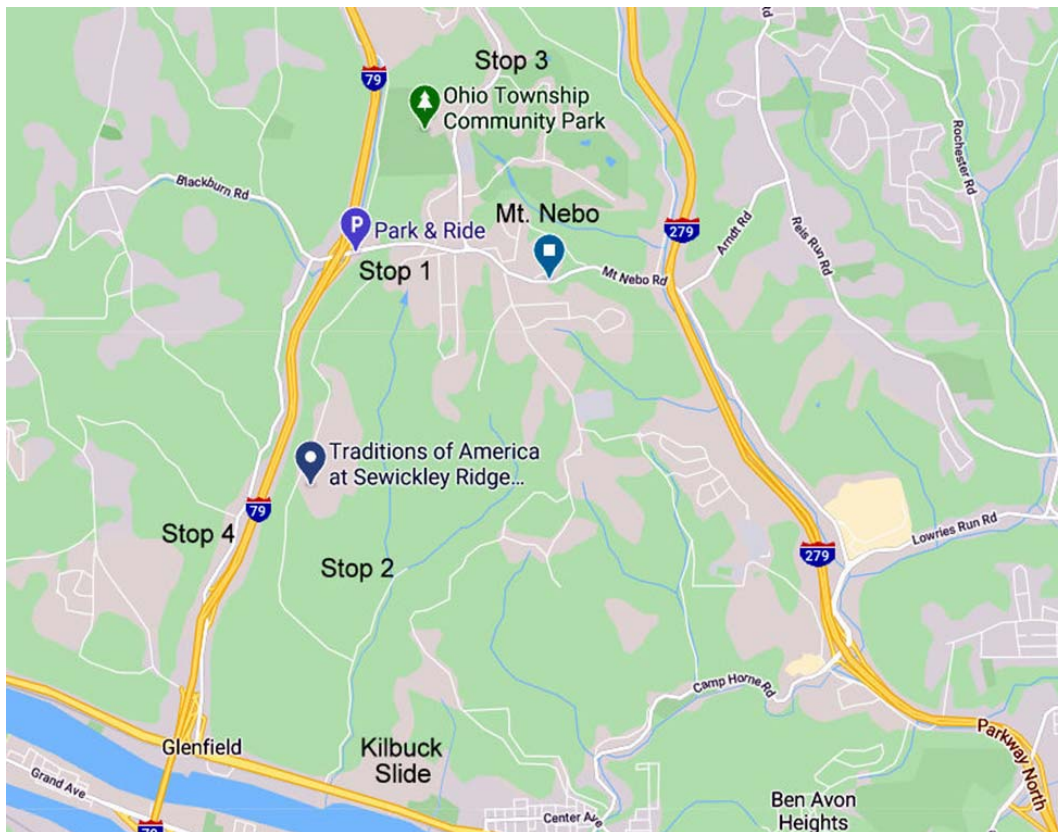 79
Stop 3
Ohio Township
Community Park
Blackburn Rd
Rochester Rd
P
Park & Ride
Mt. Nebo
279
Arndt Rd
Reis Run Rd
Stop 1
Mt Nebo Rd
Traditions of America
at Sewickley Ridge...
79
Stop 4
Lowries Run Rd
279
Stop 2
Camp Horne Rd
Parkway North
Glenfield
Kilbuck
Slide
Grand Ave
Center Ave
Ben Avon
Heights
79